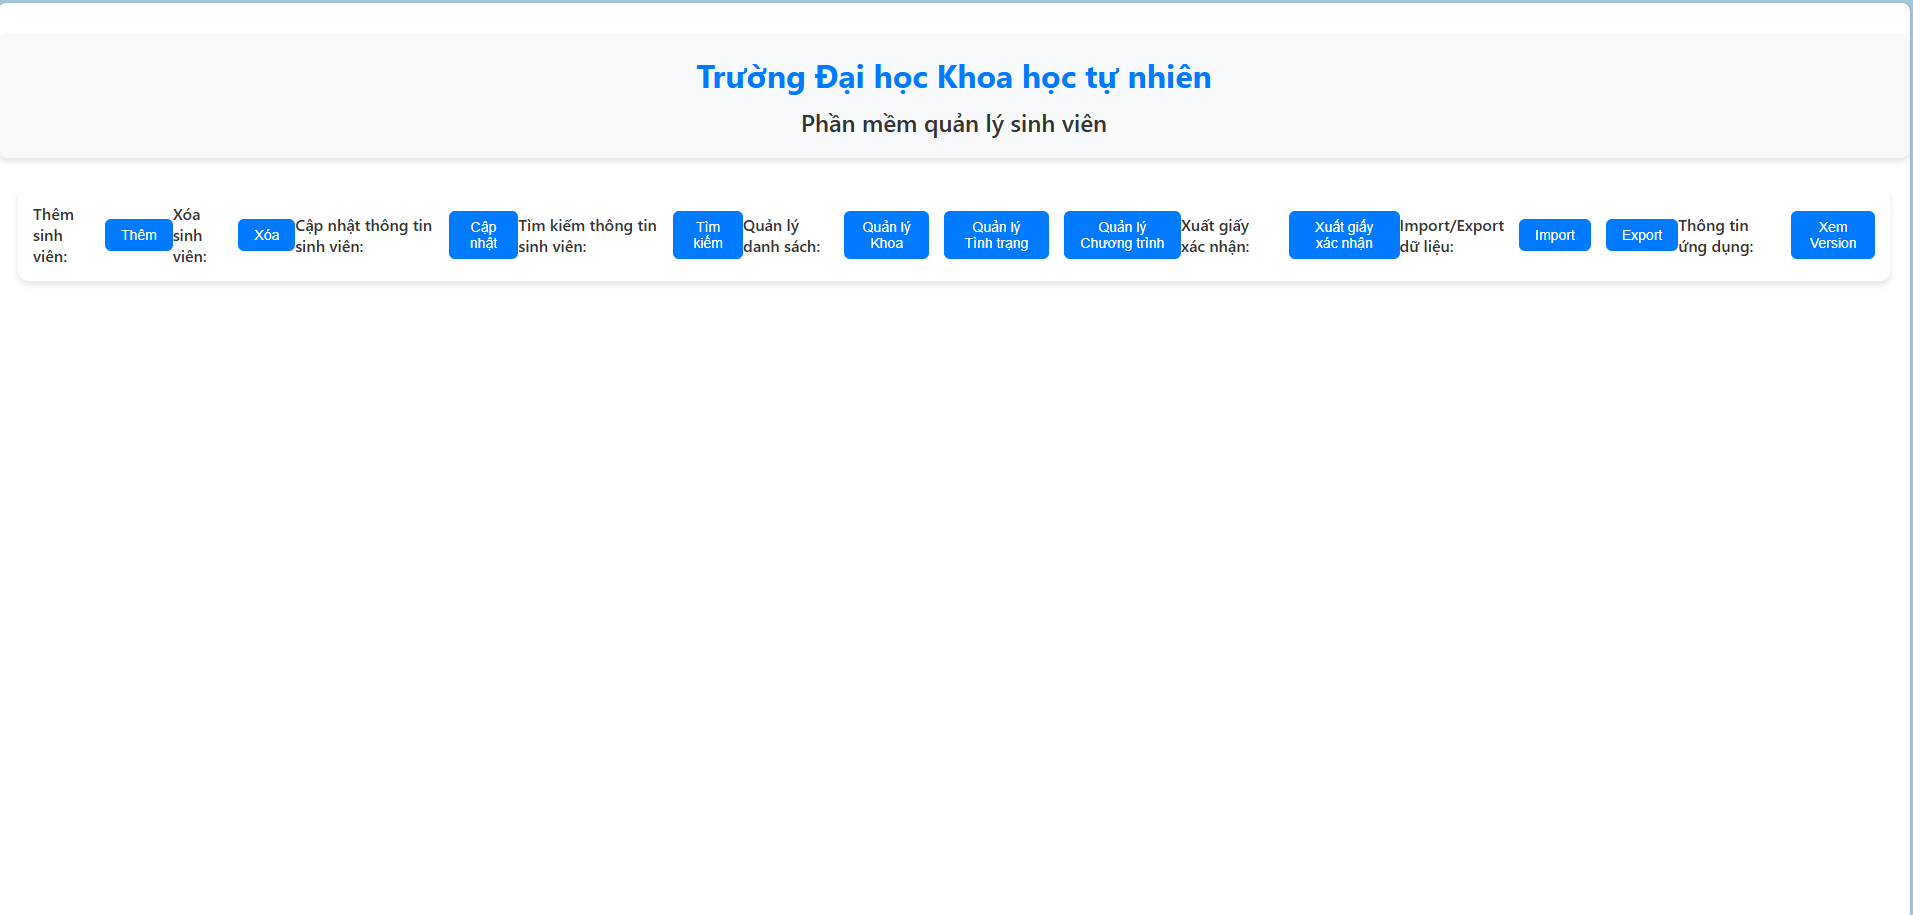 Trường Đại học Khoa học tự nhiên
Phần mềm quản lý sinh viên
Thêm
sinh
viên:
Thêm
Xóa
sinh
viên:
Xóa
Cập nhật thông tin
sinh viên:
Cập
nhật
Tìm kiếm thông tin
sinh viên:
Tìm
kiếm
Quản lý
danh sách:
Quản lý
Khoa
Quản lý
Tình trạng
Quản lý
Chương trình
Xuất giấy
xác nhận:
Xuất giấy
xác nhận
Import/Export
dữ liệu:
Import
Export
Thông tin
ứng dụng:
Xem
Version